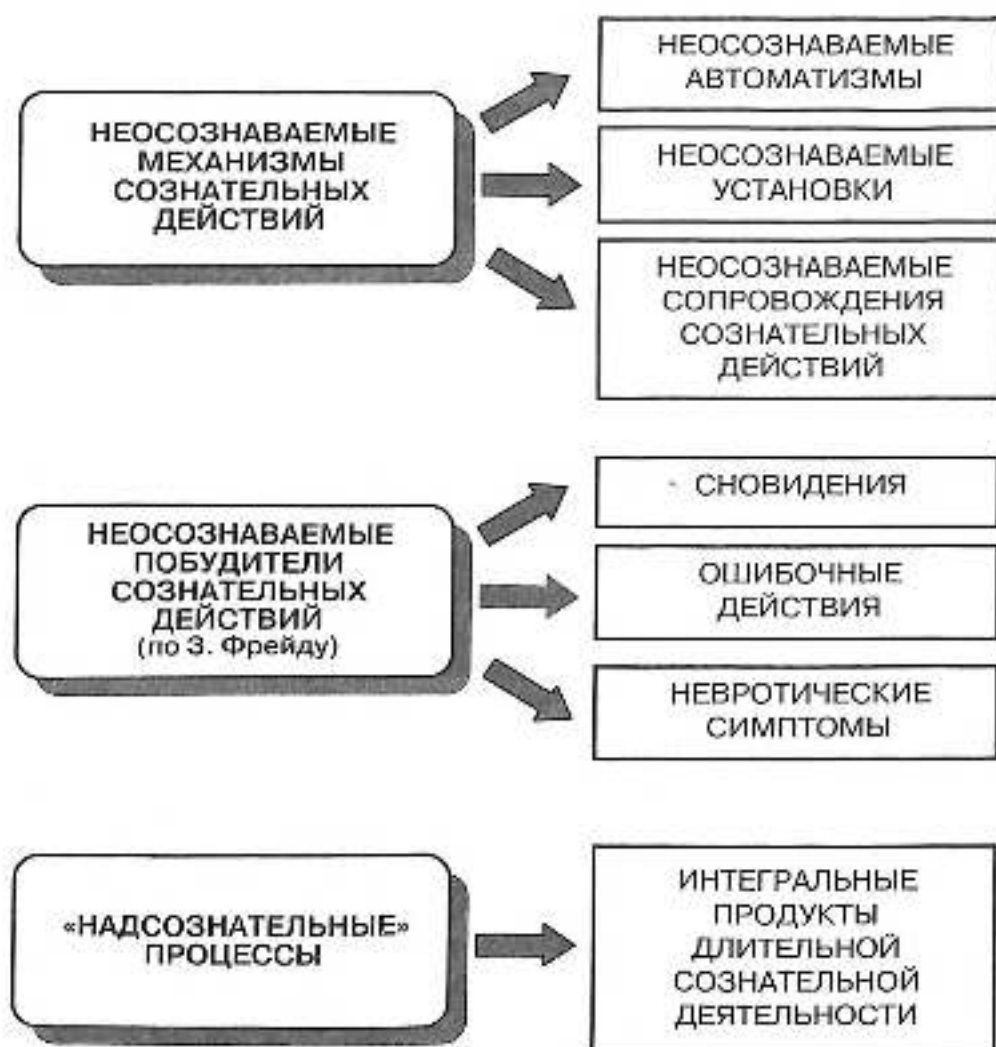 НЕОСОЗНАВАЕМЫЕ
МЕХАНИЗМЫ
СОЗНАТЕЛЬНЫХ
ДЕЙСТВИЙ
НЕОСОЗНАВАЕМЫЕ
АВТОМАТИЗМЫ
НЕОСОЗНАВАЕМЫЕ
УСТАНОВКИ
НЕОСОЗНАВАЕМЫЕ
СОПРОВОЖДЕНИЯ
СОЗНАТЕЛЬНЫХ
ДЕЙСТВИЙ
НЕОСОЗНАВАЕМЫЕ
ПОБУДИТЕЛИ
СОЗНАТЕЛЬНЫХ
ДЕЙСТВИЙ
(по З. Фрейду)
СНОВИДЕНИЯ
ОШИБОЧНЫЕ
ДЕЙСТВИЯ
НЕВРОТИЧЕСКИЕ
СИМПТОМЫ
«НАДСОЗНАТЕЛЬНЫЕ»
ПРОЦЕССЫ
ИНТЕГРАЛЬНЫЕ
ПРОДУКТЫ
ДЛИТЕЛЬНОЙ
СОЗНАТЕЛЬНОЙ
ДЕЯТЕЛЬНОСТИ